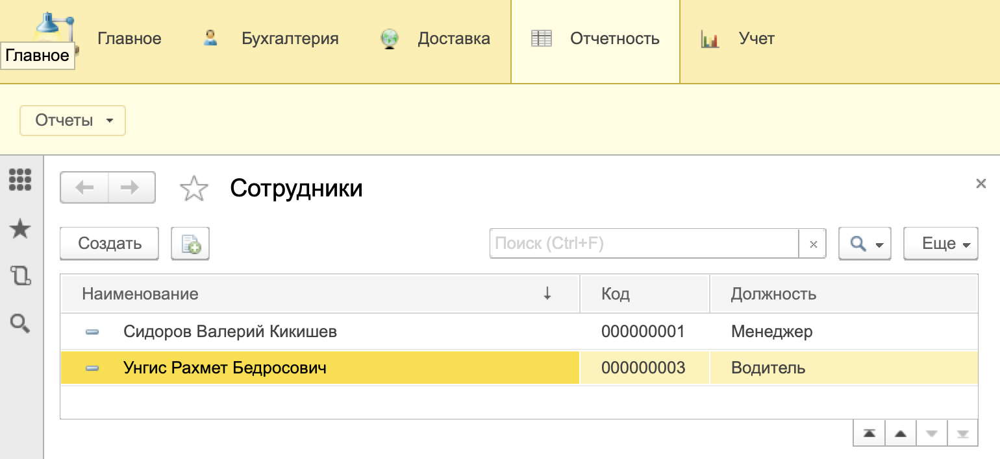 Главное Бухгалтерия Доставка Отчетность Учет
Главное
Отчеты
Сотрудники
Создать Поиск (Ctrl+F) Еще
Наименование Код Должность
Сидоров Валерий Кикишев 000000001 Менеджер
Унгис Рахмет Бедросович 000000003 Водитель